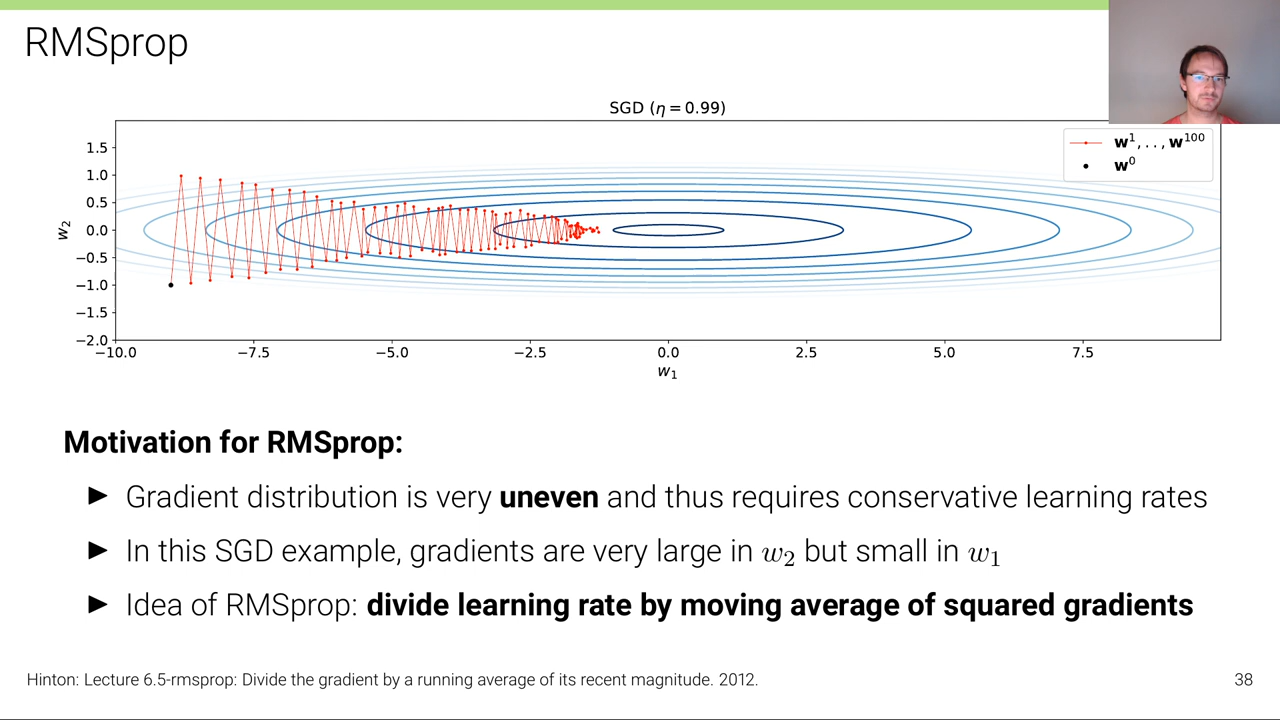 RMSprop
SGD (η = 0.99)
w¹, . . , w¹⁰⁰
w⁰
1.5
1.0
0.5
0.0
−0.5
−1.0
−1.5
−2.0
w₂
−10.0 −7.5 −5.0 −2.5 0.0 2.5 5.0 7.5
w₁
Motivation for RMSprop:
► Gradient distribution is very uneven and thus requires conservative learning rates
► In this SGD example, gradients are very large in w₂ but small in w₁
► Idea of RMSprop: divide learning rate by moving average of squared gradients
Hinton: Lecture 6.5-rmsprop: Divide the gradient by a running average of its recent magnitude. 2012.
38